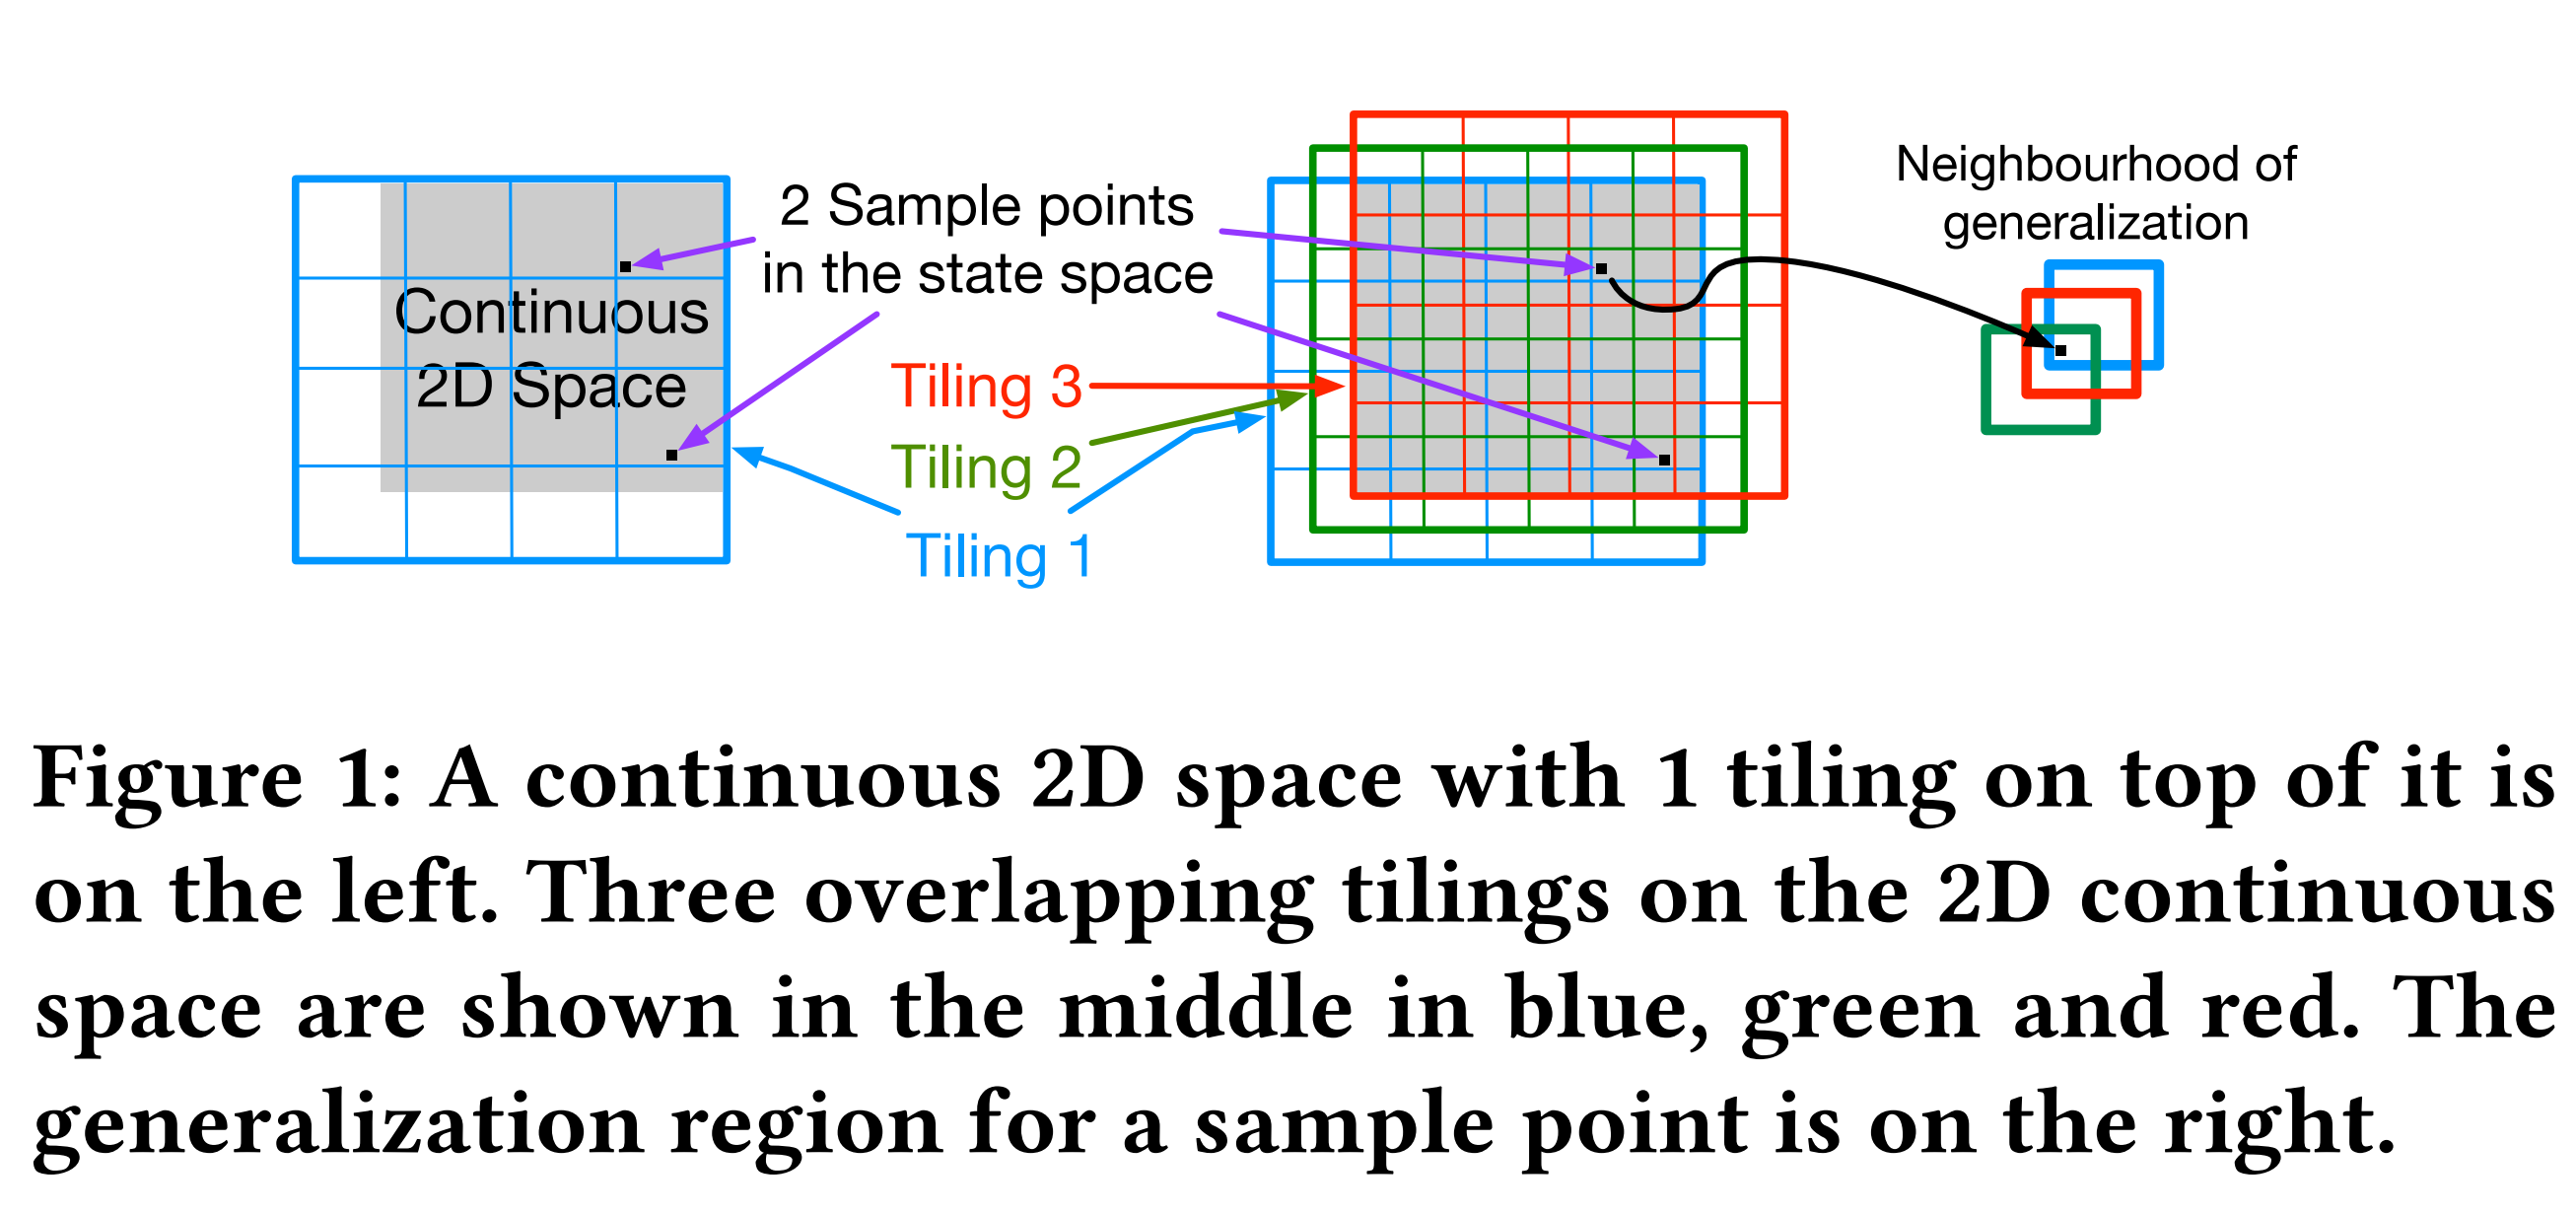 2 Sample points
in the state space
Continuous
2D Space
Tiling 3
Tiling 2
Tiling 1
Neighbourhood of
generalization
Figure 1: A continuous 2D space with 1 tiling on top of it is
on the left. Three overlapping tilings on the 2D continuous
space are shown in the middle in blue, green and red. The
generalization region for a sample point is on the right.